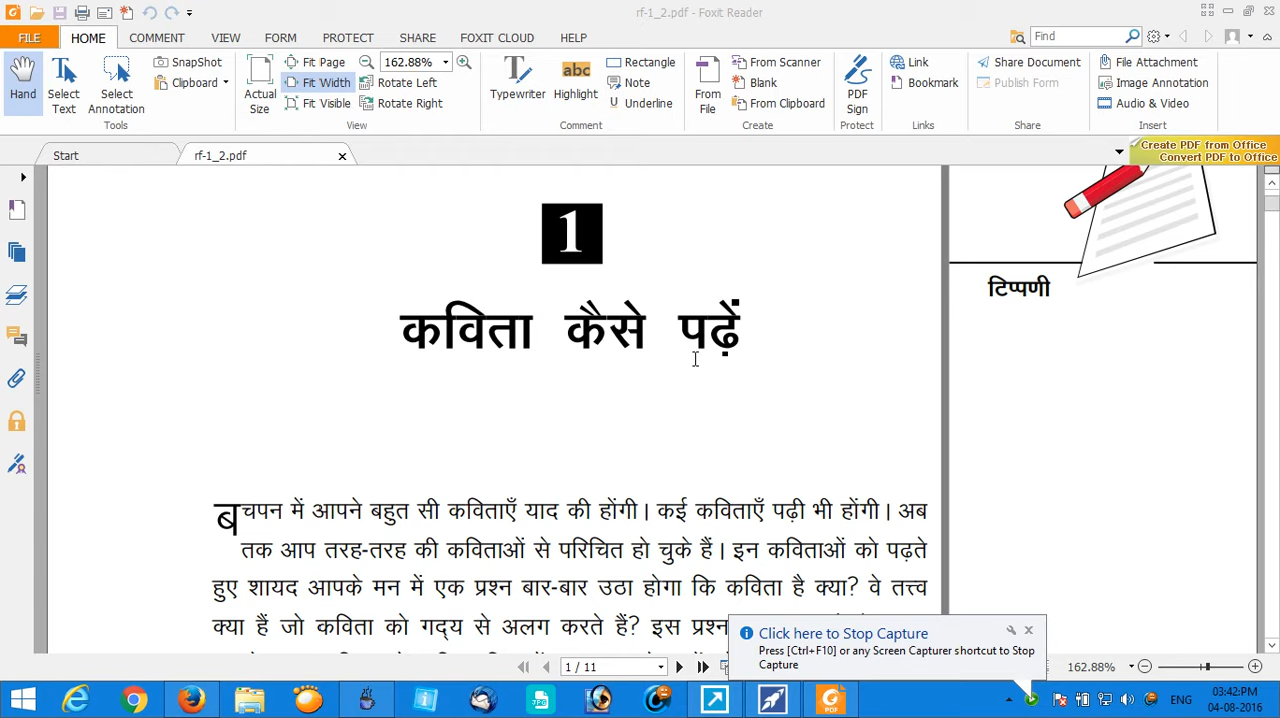 rf-1_2.pdf - Foxit Reader
FILE HOME COMMENT VIEW FORM PROTECT SHARE FOXIT CLOUD HELP
Find
Hand
Select Text
Select Annotation
SnapShot
Clipboard
Tools
Actual Size
Fit Page
Fit Width
Fit Visible
162.88%
Rotate Left
Rotate Right
View
Typewriter
Highlight
Rectangle
Note
Underline
Comment
From File
From Scanner
Blank
From Clipboard
Create
PDF Sign
Protect
Link
Bookmark
Links
Share Document
Publish Form
Share
File Attachment
Image Annotation
Audio & Video
Insert
Start
rf-1_2.pdf
Create PDF from Office
Convert PDF to Office
1
कविता कैसे पढ़ें
टिप्पणी
बचपन में आपने बहुत सी कविताएँ याद की होंगी। कई कविताएँ पढ़ी भी होंगी। अब
तक आप तरह-तरह की कविताओं से परिचित हो चुके हैं। इन कविताओं को पढ़ते
हुए शायद आपके मन में एक प्रश्न बार-बार उठा होगा कि कविता है क्या? वे तत्त्व
क्या हैं जो कविता को गद्य से अलग करते हैं? इस प्रश्न
Click here to Stop Capture
Press [Ctrl+F10] or any Screen Capturer shortcut to Stop
Capture
1 / 11
162.88%
ENG
03:42:PM
04-08-2016